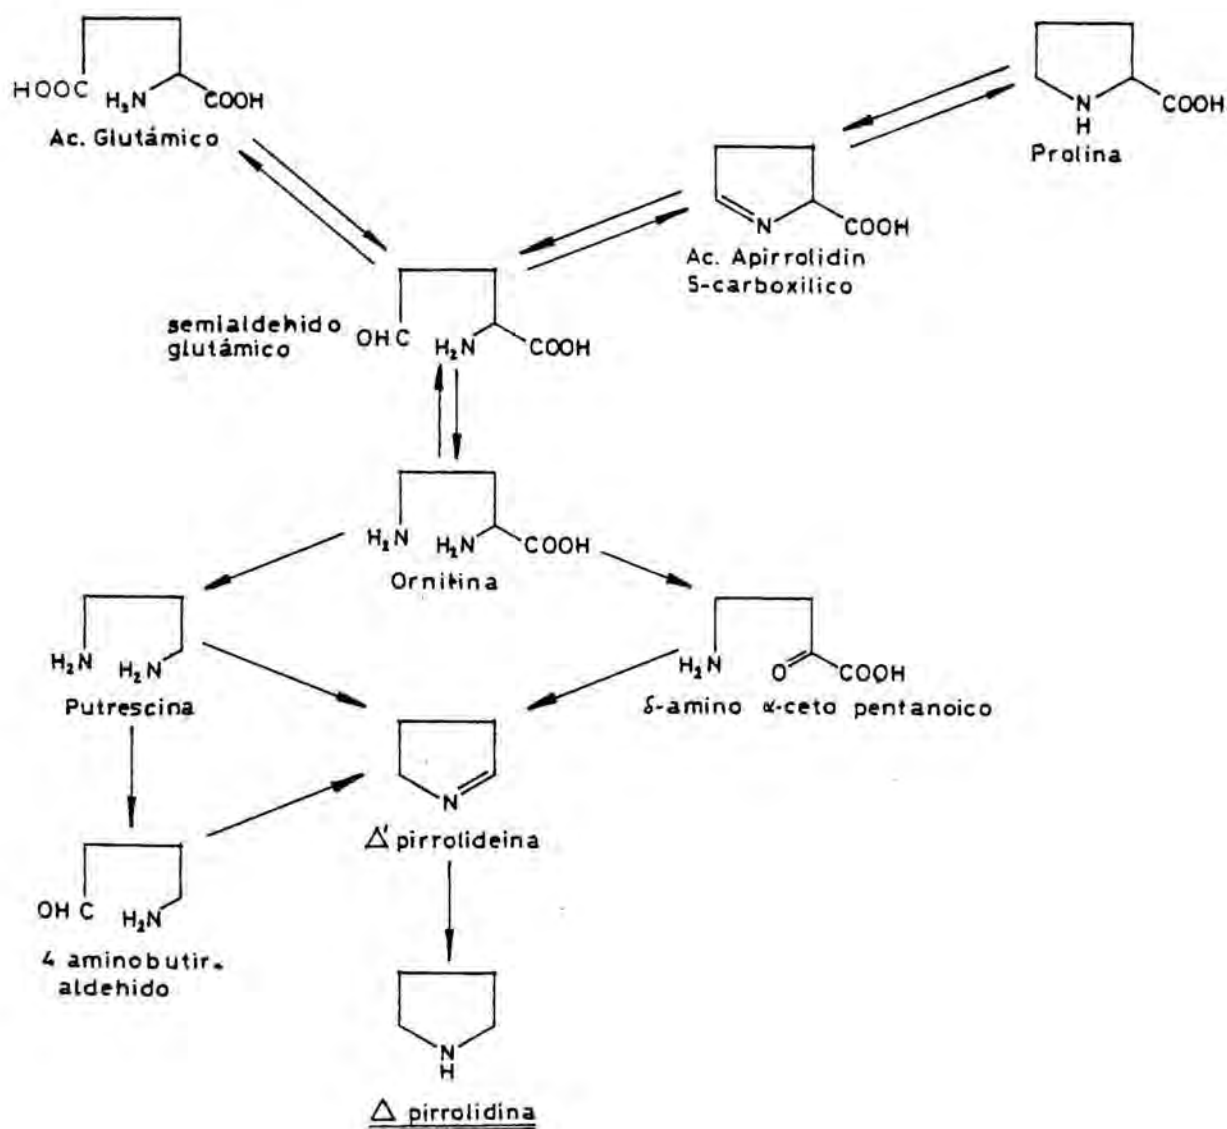 HOOC
H₂N
COOH
Ac. Glutámico
N
H
COOH
Prolina
N
COOH
Ac. Apirrolidin
5-carboxilico
semialdehido
glutámico
OHC
H₂N
COOH
H₂N
H₂N
COOH
Ornitina
H₂N
H₂N
Putrescina
H₂N
O
COOH
δ-amino α-ceto pentanoico
N
Δ' pirrolideina
OHC
H₂N
4 aminobutir-
aldehido
N
H
Δ pirrolidina